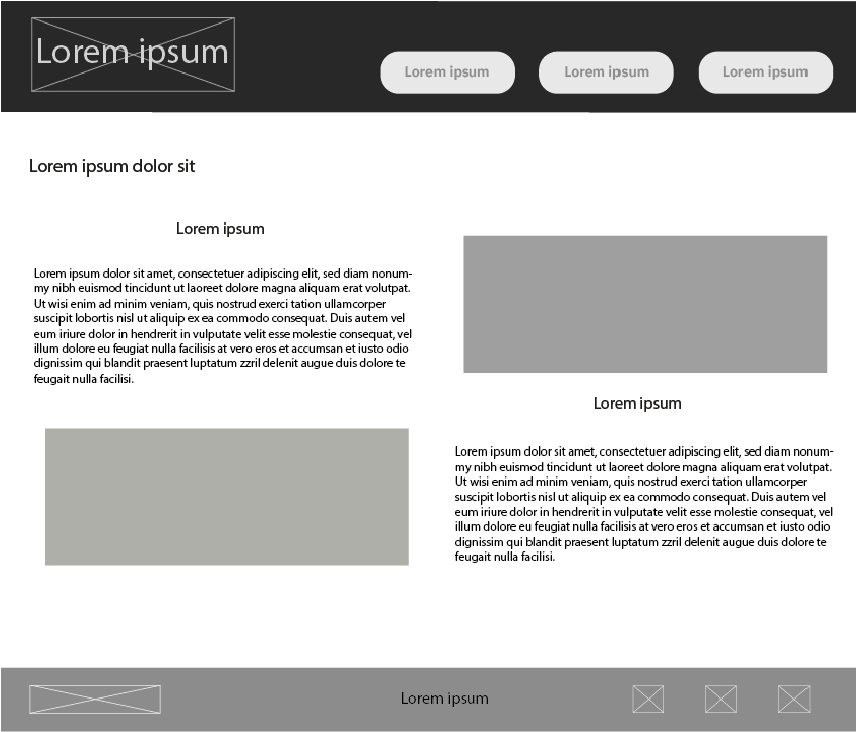 Lorem ipsum
Lorem ipsum
Lorem ipsum
Lorem ipsum
Lorem ipsum dolor sit
Lorem ipsum
Lorem ipsum dolor sit amet, consectetuer adipiscing elit, sed diam nonum-
my nibh euismod tincidunt ut laoreet dolore magna aliquam erat volutpat.
Ut wisi enim ad minim veniam, quis nostrud exerci tation ullamcorper
suscipit lobortis nisl ut aliquip ex ea commodo consequat. Duis autem vel
eum iriure dolor in hendrerit in vulputate velit esse molestie consequat, vel
illum dolore eu feugiat nulla facilisis at vero eros et accumsan et iusto odio
dignissim qui blandit praesent luptatum zzril delenit augue duis dolore te
feugait nulla facilisi.
Lorem ipsum
Lorem ipsum dolor sit amet, consectetuer adipiscing elit, sed diam nonum-
my nibh euismod tincidunt ut laoreet dolore magna aliquam erat volutpat.
Ut wisi enim ad minim veniam, quis nostrud exerci tation ullamcorper
suscipit lobortis nisl ut aliquip ex ea commodo consequat. Duis autem vel
eum iriure dolor in hendrerit in vulputate velit esse molestie consequat, vel
illum dolore eu feugiat nulla facilisis at vero eros et accumsan et iusto odio
dignissim qui blandit praesent luptatum zzril delenit augue duis dolore te
feugait nulla facilisi.
Lorem ipsum